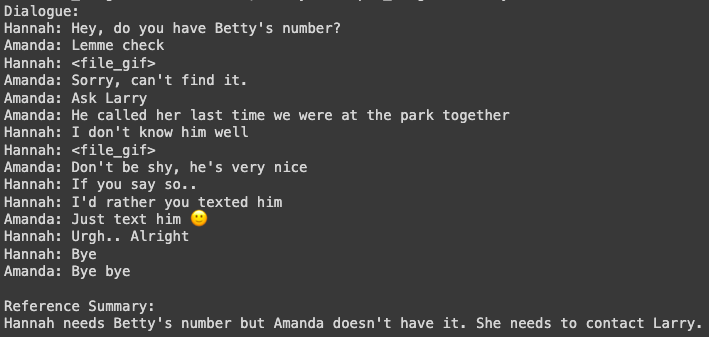 Dialogue:
Hannah: Hey, do you have Betty's number?
Amanda: Lemme check
Hannah: <file_gif>
Amanda: Sorry, can't find it.
Amanda: Ask Larry
Amanda: He called her last time we were at the park together
Hannah: I don't know him well
Hannah: <file_gif>
Amanda: Don't be shy, he's very nice
Hannah: If you say so..
Hannah: I'd rather you texted him
Amanda: Just text him 🙂
Hannah: Urgh.. Alright
Hannah: Bye
Amanda: Bye bye

Reference Summary:
Hannah needs Betty's number but Amanda doesn't have it. She needs to contact Larry.